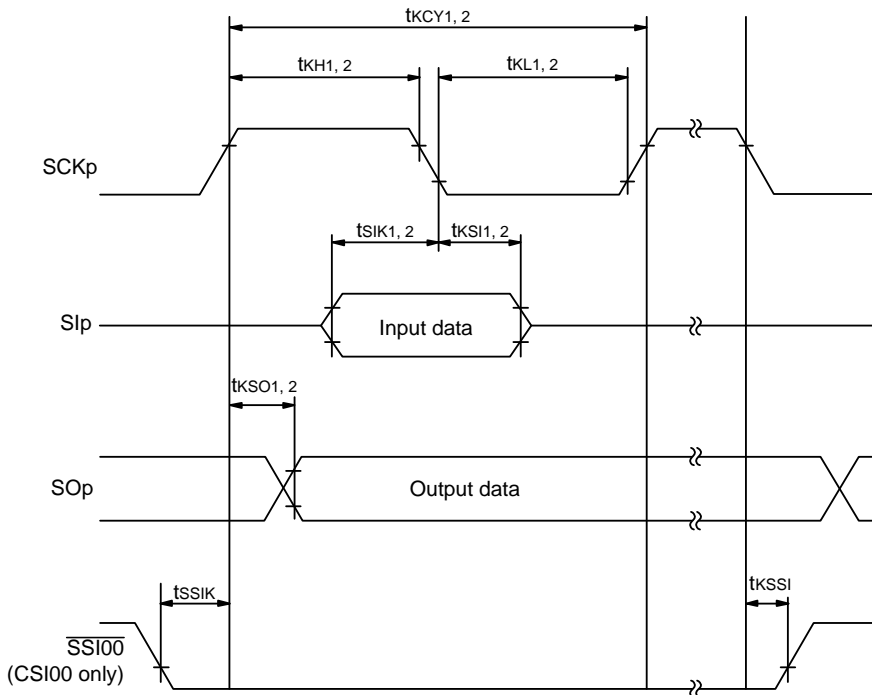 tKCY1, 2
tKH1, 2
tKL1, 2
SCKp
tSIK1, 2
tKSI1, 2
SIp
Input data
tKSO1, 2
SOp
Output data
tSSIK
tKSSI
SSI00
(CSI00 only)